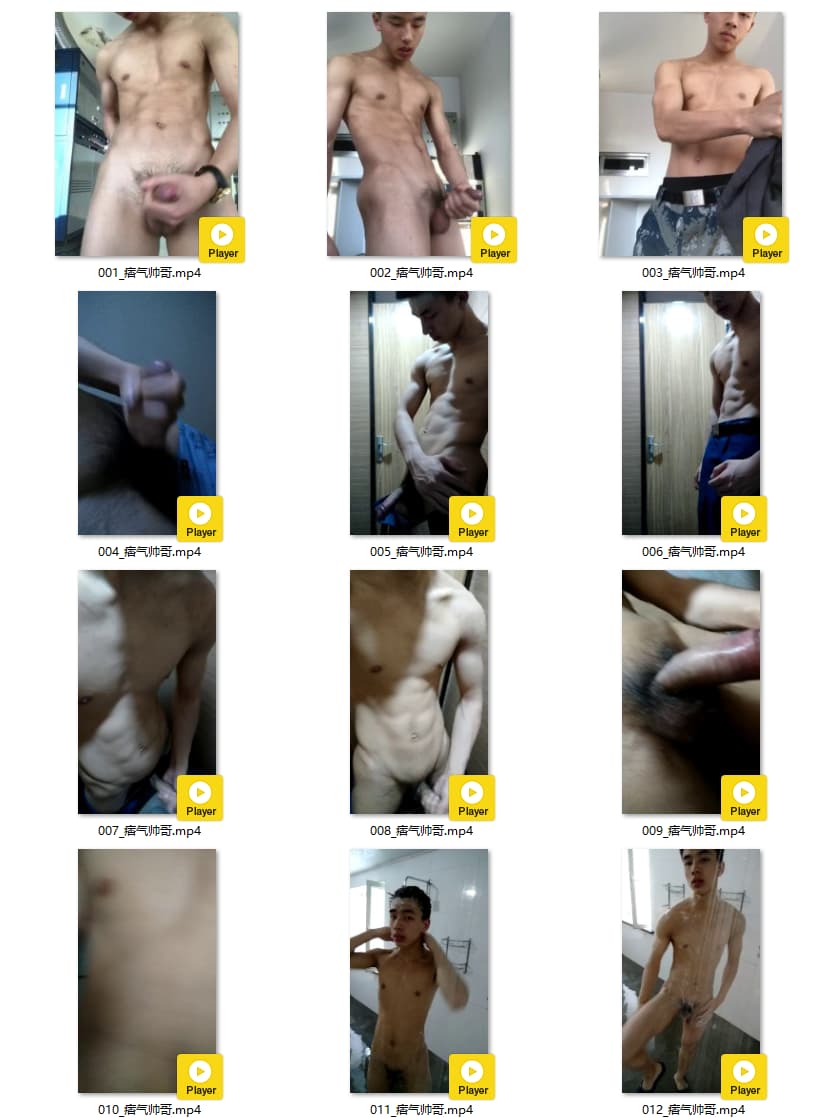 Player
Player
Player
001_痞气帅哥.mp4
002_痞气帅哥.mp4
003_痞气帅哥.mp4
Player
Player
Player
004_痞气帅哥.mp4
005_痞气帅哥.mp4
006_痞气帅哥.mp4
Player
Player
Player
007_痞气帅哥.mp4
008_痞气帅哥.mp4
009_痞气帅哥.mp4
Player
Player
Player
010_痞气帅哥.mp4
011_痞气帅哥.mp4
012_痞气帅哥.mp4